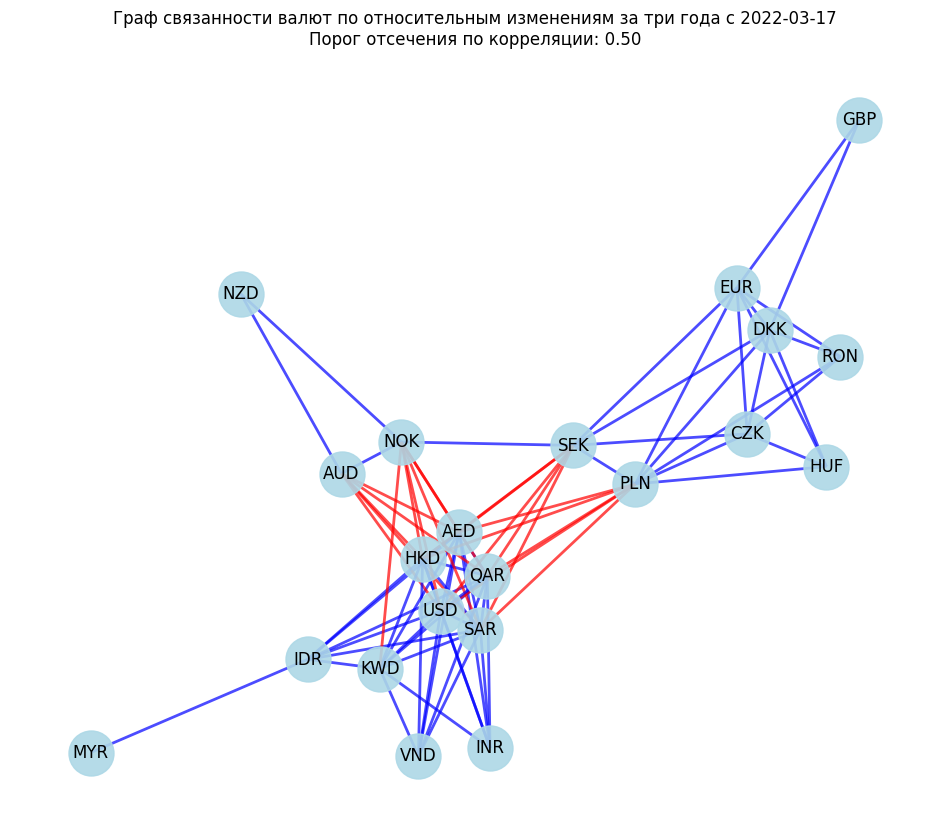 Граф связанности валют по относительным изменениям за три года с 2022-03-17
Порог отсечения по корреляции: 0.50
GBP
EUR
NZD
DKK
RON
CZK
NOK
SEK
HUF
AUD
PLN
AED
HKD
QAR
USD
SAR
IDR
KWD
INR
MYR
VND